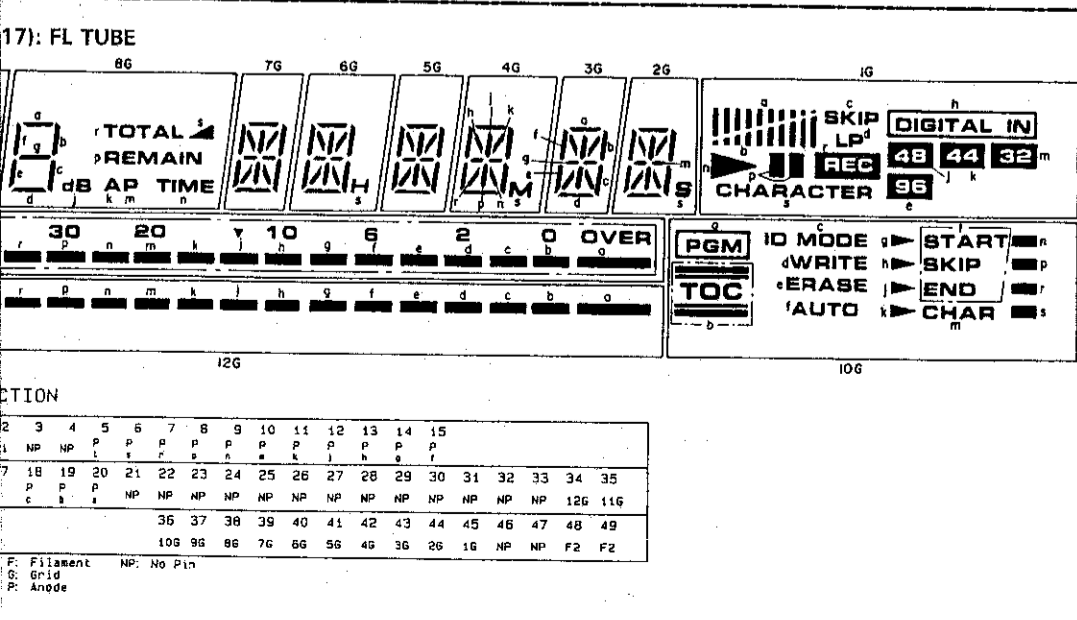 17): FL TUBE
8G 7G 6G 5G 4G 3G 2G 1G
a b c d e f g
r TOTAL s
p REMAIN
dB AP TIME
j k m n
H s
h j k
r p n s M
a b c d e f g
m S s
a b c SKIP
d LP
n p r REC
CHARACTER
s
h
DIGITAL IN
48 44 32 m
j k
96
e
30 20 10 6 2 0 OVER
r p n m k j h g f e d c b a
r p n m k j h g f e d c b a
12G
a
PGM
TOC
b
c
ID MODE g START n
d WRITE h SKIP p
e ERASE j END r
f AUTO k CHAR s
m
10G
CTION
2 3 4 5 6 7 8 9 10 11 12 13 14 15
NP NP P P P P P P P P P P P
t s r p n m k j h g f
7 18 19 20 21 22 23 24 25 26 27 28 29 30 31 32 33 34 35
P P P NP NP NP NP NP NP NP NP NP NP NP NP NP 12G 11G
c b a
36 37 38 39 40 41 42 43 44 45 46 47 48 49
10G 9G 8G 7G 6G 5G 4G 3G 2G 1G NP NP F2 F2
F: Filament NP: No Pin
G: Grid
P: Anode